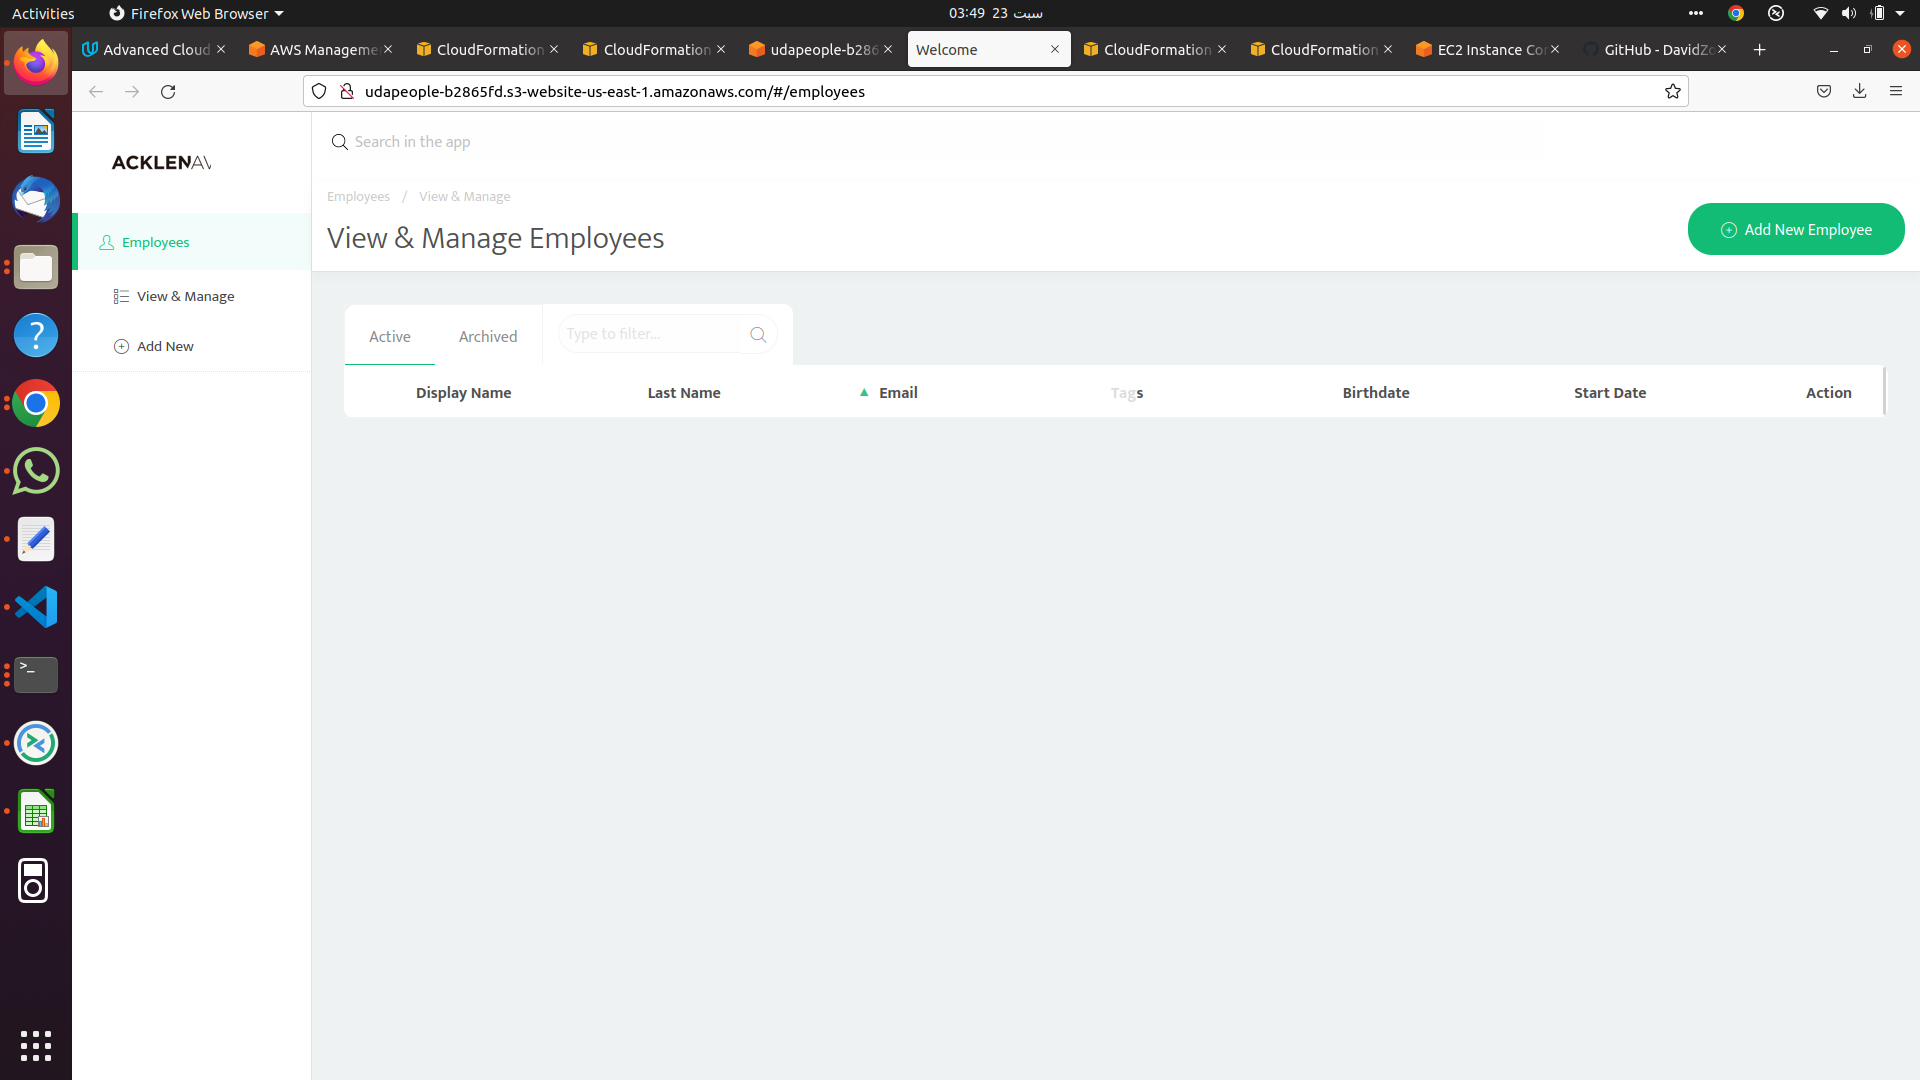 Activities
Firefox Web Browser
03:49 23 سبت
Advanced Cloud
AWS Manageme
CloudFormation
CloudFormation
udapeople-b286
Welcome
CloudFormation
CloudFormation
EC2 Instance Co
GitHub - DavidZ
udapeople-b2865fd.s3-website-us-east-1.amazonaws.com/#/employees
ACKLENAV
Search in the app
Employees / View & Manage
View & Manage Employees
Add New Employee
Employees
View & Manage
Add New
Active
Archived
Type to filter...
Display Name
Last Name
Email
Tags
Birthdate
Start Date
Action